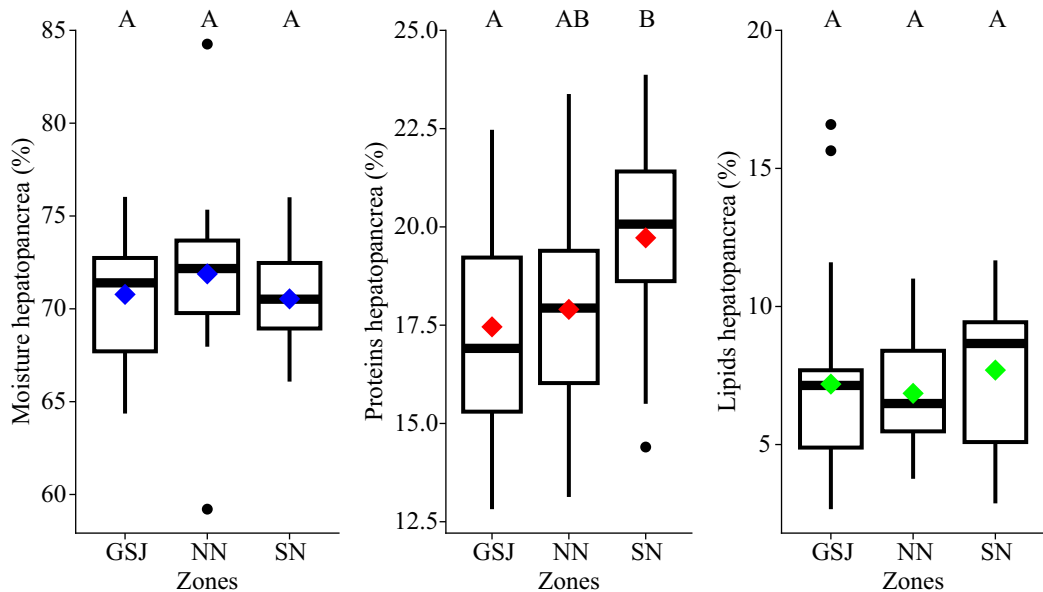 A A A
85
80
75
70
65
60
Moisture hepatopancrea (%)
GSJ NN SN
Zones
A AB B
25.0
22.5
20.0
17.5
15.0
12.5
Proteins hepatopancrea (%)
GSJ NN SN
Zones
A A A
20
15
10
5
Lipids hepatopancrea (%)
GSJ NN SN
Zones